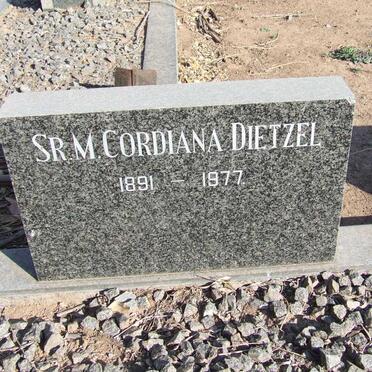 SR. M. CORDIANA DIETZEL
1891 - 1977